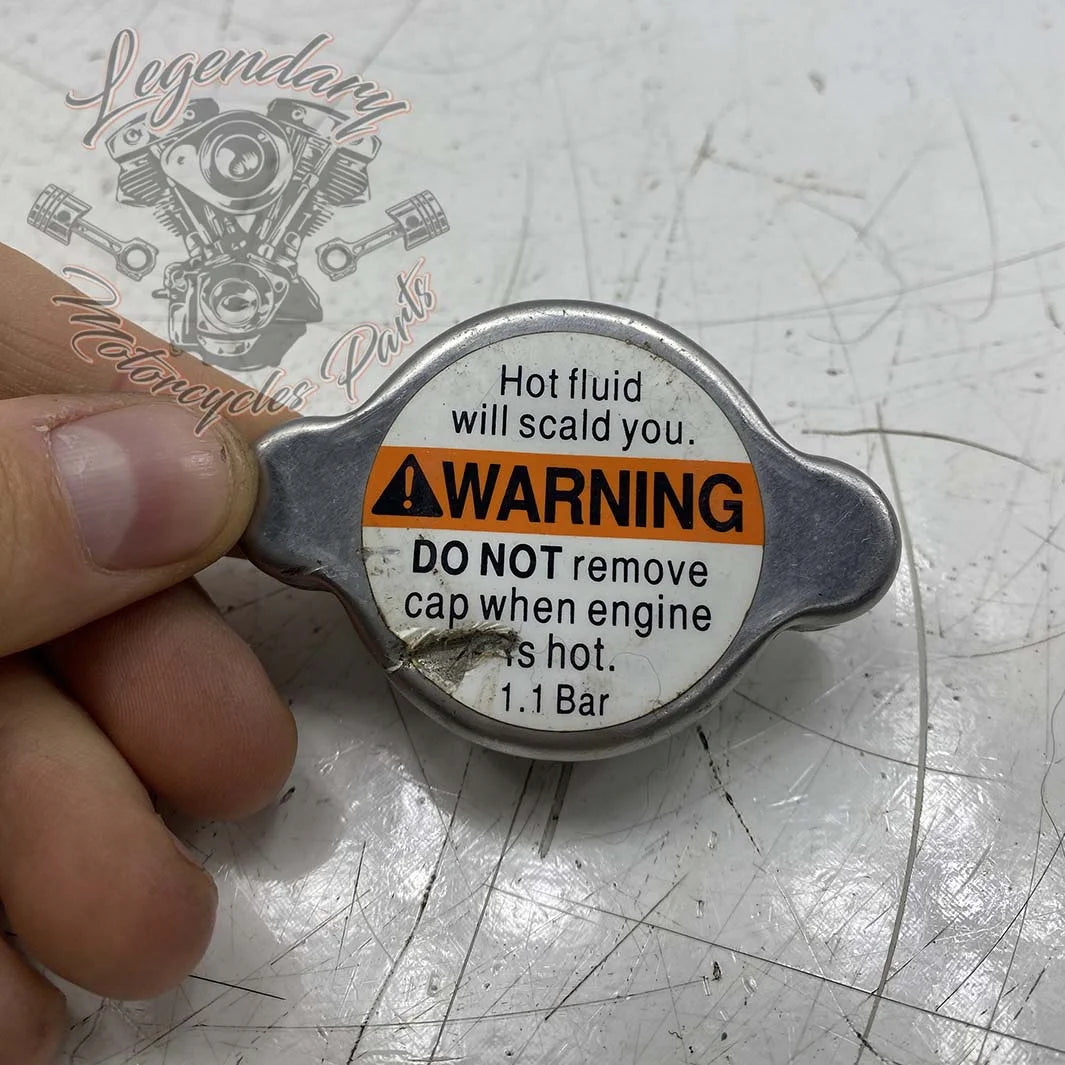 Legendary
Motorcycles Parts
Hot fluid
will scald you.
WARNING
DO NOT remove
cap when engine
is hot.
1.1 Bar